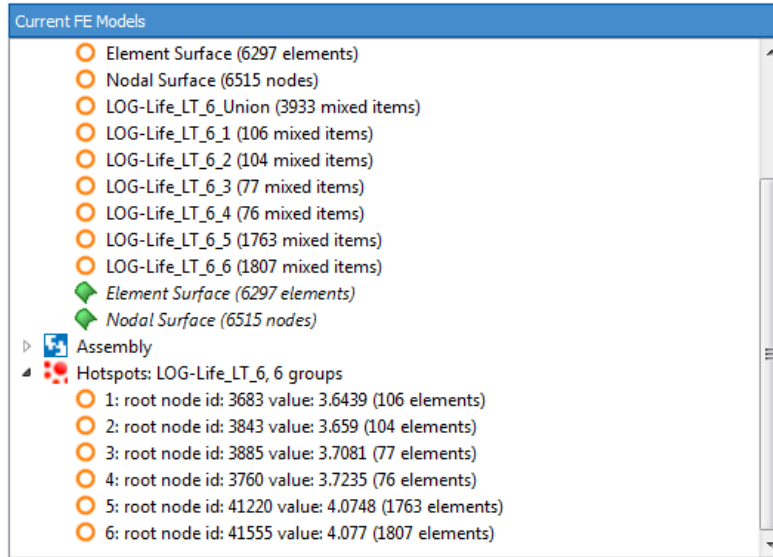 Current FE Models
Element Surface (6297 elements)
Nodal Surface (6515 nodes)
LOG-Life_LT_6_Union (3933 mixed items)
LOG-Life_LT_6_1 (106 mixed items)
LOG-Life_LT_6_2 (104 mixed items)
LOG-Life_LT_6_3 (77 mixed items)
LOG-Life_LT_6_4 (76 mixed items)
LOG-Life_LT_6_5 (1763 mixed items)
LOG-Life_LT_6_6 (1807 mixed items)
Element Surface (6297 elements)
Nodal Surface (6515 nodes)
Assembly
Hotspots: LOG-Life_LT_6, 6 groups
1: root node id: 3683 value: 3.6439 (106 elements)
2: root node id: 3843 value: 3.659 (104 elements)
3: root node id: 3885 value: 3.7081 (77 elements)
4: root node id: 3760 value: 3.7235 (76 elements)
5: root node id: 41220 value: 4.0748 (1763 elements)
6: root node id: 41555 value: 4.077 (1807 elements)